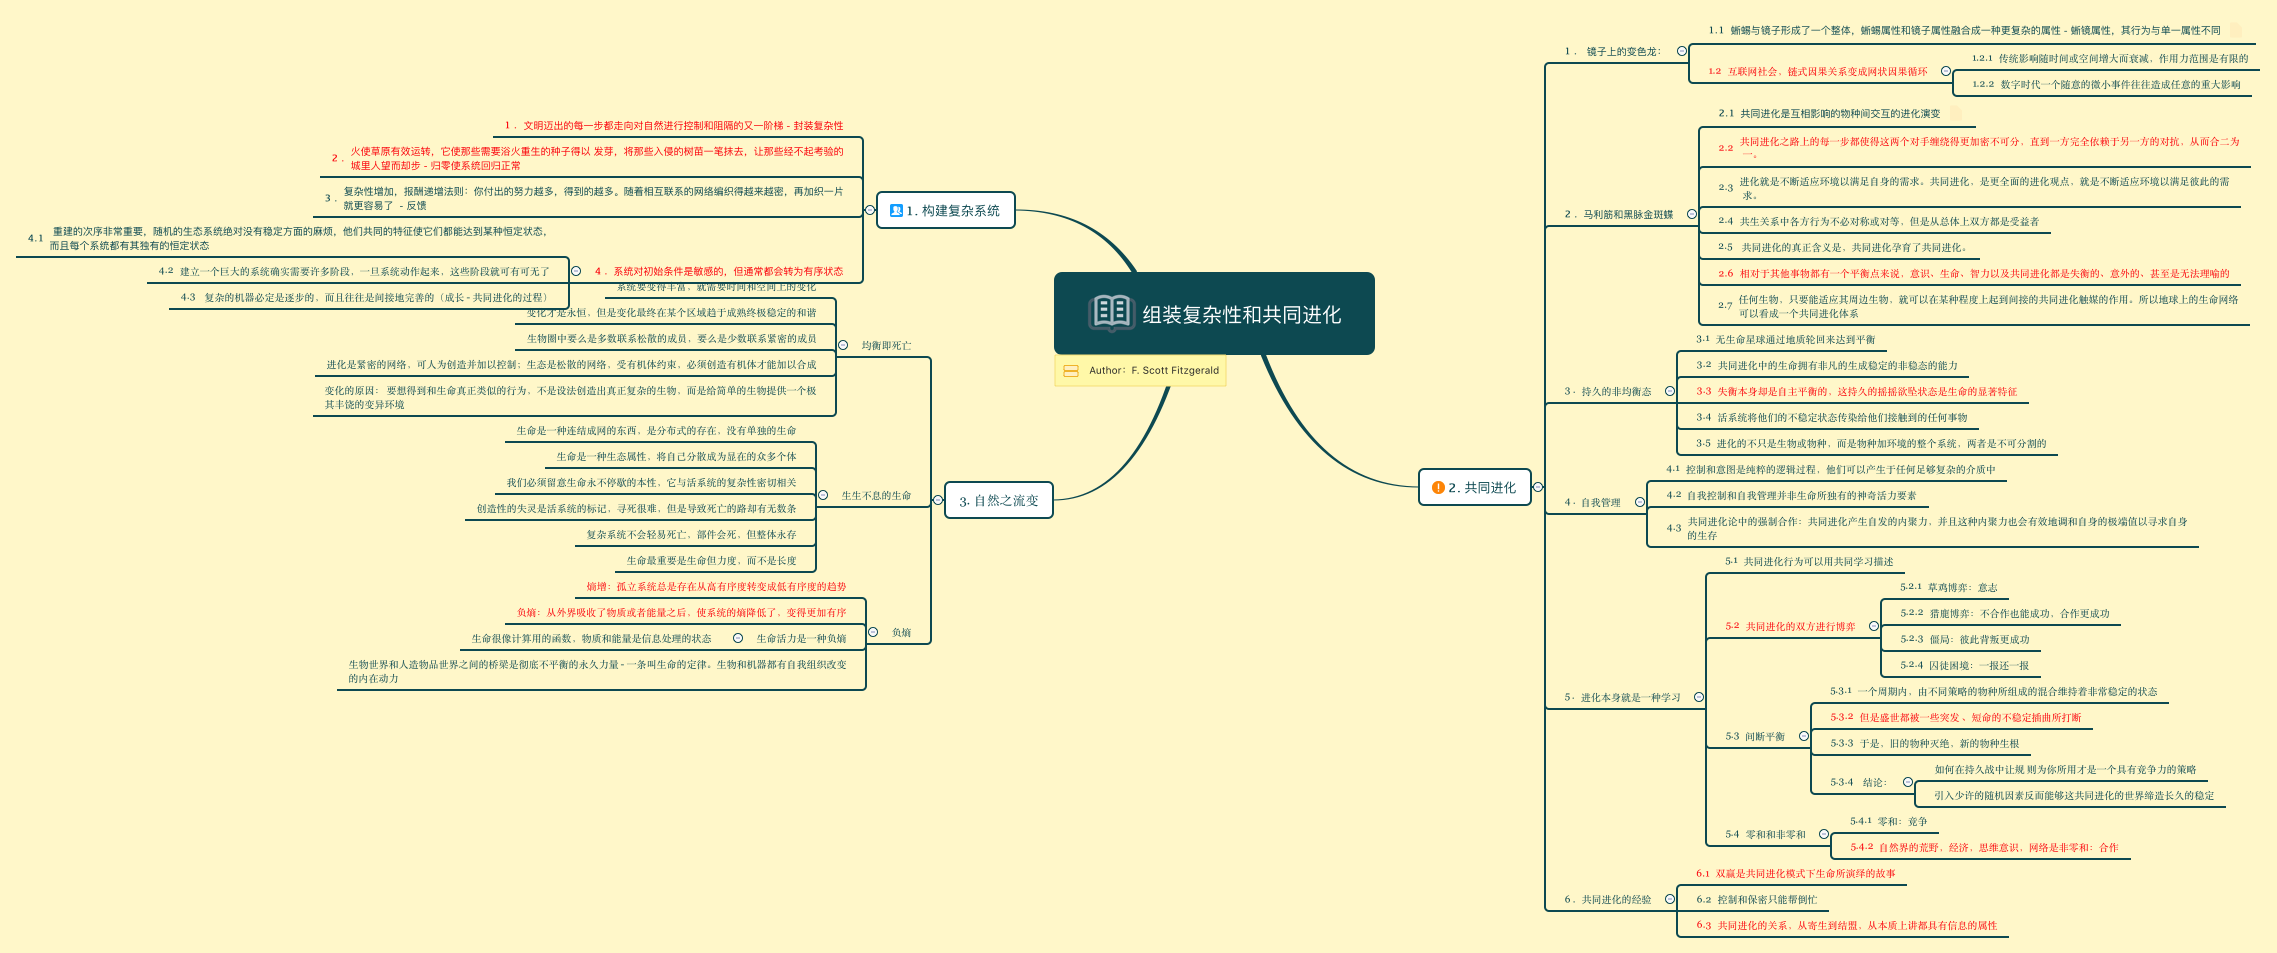 组装复杂性和共同进化
Author：F. Scott Fitzgerald
1. 构建复杂系统
1 . 文明迈出的每一步都走向对自然进行控制和阻隔的又一阶梯 - 封装复杂性
2 . 火使草原有效运转，它使那些需要浴火重生的种子得以 发芽，将那些入侵的树苗一笔抹去，让那些经不起考验的
城里人望而却步 - 归零使系统回归正常
3 . 复杂性增加，报酬递增法则：你付出的努力越多，得到的越多。随着相互联系的网络编织得越来越密，再加织一片
就更容易了 - 反馈
4 . 系统对初始条件是敏感的，但通常都会转为有序状态
4.1 重建的次序非常重要，随机的生态系统绝对没有稳定方面的麻烦，他们共同的特征使它们都能达到某种恒定状态，
而且每个系统都有其独有的恒定状态
4.2 建立一个巨大的系统确实需要许多阶段，一旦系统动作起来，这些阶段就可有可无了
4.3 复杂的机器必定是逐步的，而且往往是间接地完善的（成长 - 共同进化的过程）
2. 共同进化
1 . 镜子上的变色龙：
1.1 蜥蜴与镜子形成了一个整体，蜥蜴属性和镜子属性融合成一种更复杂的属性 - 蜥镜属性，其行为与单一属性不同
1.2 互联网社会，链式因果关系变成网状因果循环
1.2.1 传统影响随时间或空间增大而衰减，作用力范围是有限的
1.2.2 数字时代一个随意的微小事件往往造成任意的重大影响
2 . 马利筋和黑脉金斑蝶
2.1 共同进化是互相影响的物种间交互的进化演变
2.2 共同进化之路上的每一步都使得这两个对手缠绕得更加密不可分，直到一方完全依赖于另一方的对抗，从而合二为
一。
2.3 进化就是不断适应环境以满足自身的需求。共同进化，是更全面的进化观点，就是不断适应环境以满足彼此的需
求。
2.4 共生关系中各方行为不必对称或对等，但是从总体上双方都是受益者
2.5 共同进化的真正含义是，共同进化孕育了共同进化。
2.6 相对于其他事物都有一个平衡点来说，意识、生命、智力以及共同进化都是失衡的、意外的、甚至是无法理喻的
2.7 任何生物，只要能适应其周边生物，就可以在某种程度上起到间接的共同进化触媒的作用。所以地球上的生命网络
可以看成一个共同进化体系
3 . 持久的非均衡态
3.1 无生命星球通过地质轮回来达到平衡
3.2 共同进化中的生命拥有非凡的生成稳定的非稳态的能力
3.3 失衡本身却是自主平衡的，这持久的摇摇欲坠状态是生命的显著特征
3.4 活系统将他们的不稳定状态传染给他们接触到的任何事物
3.5 进化的不只是生物或物种，而是物种加环境的整个系统，两者是不可分割的
4 . 自我管理
4.1 控制和意图是纯粹的逻辑过程，他们可以产生于任何足够复杂的介质中
4.2 自我控制和自我管理并非生命所独有的神奇活力要素
4.3 共同进化论中的强制合作：共同进化产生自发的内聚力，并且这种内聚力也会有效地调和自身的极端值以寻求自身
的生存
5 . 进化本身就是一种学习
5.1 共同进化行为可以用共同学习描述
5.2 共同进化的双方进行博弈
5.2.1 草鸡博弈：意志
5.2.2 猎鹿博弈：不合作也能成功，合作更成功
5.2.3 僵局：彼此背叛更成功
5.2.4 囚徒困境：一报还一报
5.3 间断平衡
5.3.1 一个周期内，由不同策略的物种所组成的混合维持着非常稳定的状态
5.3.2 但是盛世都被一些突发 、短命的不稳定插曲所打断
5.3.3 于是，旧的物种灭绝，新的物种生根
5.3.4 结论：
如何在持久战中让规 则为你所用才是一个具有竞争力的策略
引入少许的随机因素反而能够这共同进化的世界缔造长久的稳定
5.4 零和和非零和
5.4.1 零和：竞争
5.4.2 自然界的荒野，经济，思维意识，网络是非零和：合作
6 . 共同进化的经验
6.1 双赢是共同进化模式下生命所演绎的故事
6.2 控制和保密只能帮倒忙
6.3 共同进化的关系，从寄生到结盟，从本质上讲都具有信息的属性
3. 自然之流变
均衡即死亡
系统要变得丰富，就需要时间和空间上的变化
变化才是永恒，但是变化最终在某个区域趋于成熟终极稳定的和谐
生物圈中要么是多数联系松散的成员，要么是少数联系紧密的成员
进化是紧密的网络，可人为创造并加以控制；生态是松散的网络，受有机体约束，必须创造有机体才能加以合成
变化的原因： 要想得到和生命真正类似的行为，不是设法创造出真正复杂的生物，而是给简单的生物提供一个极
其丰饶的变异环境
生生不息的生命
生命是一种连结成网的东西，是分布式的存在，没有单独的生命
生命是一种生态属性，将自己分散成为显在的众多个体
我们必须留意生命永不停歇的本性，它与活系统的复杂性密切相关
创造性的失灵是活系统的标记，寻死很难，但是导致死亡的路却有无数条
复杂系统不会轻易死亡，部件会死，但整体永存
生命最重要是生命但力度，而不是长度
负熵
熵增：孤立系统总是存在从高有序度转变成低有序度的趋势
负熵：从外界吸收了物质或者能量之后，使系统的熵降低了，变得更加有序
生命活力是一种负熵
生命很像计算用的函数，物质和能量是信息处理的状态
生物世界和人造物品世界之间的桥梁是彻底不平衡的永久力量 - 一条叫生命的定律。生物和机器都有自我组织改变
的内在动力